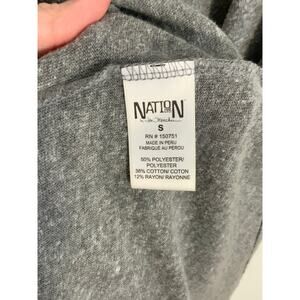 NATION
S
RN # 150751
MADE IN PERU
FABRIQUÉ AU PÉROU
50% POLYESTER/
POLYESTER
38% COTTON/ COTON
12% RAYON/ RAYONNE